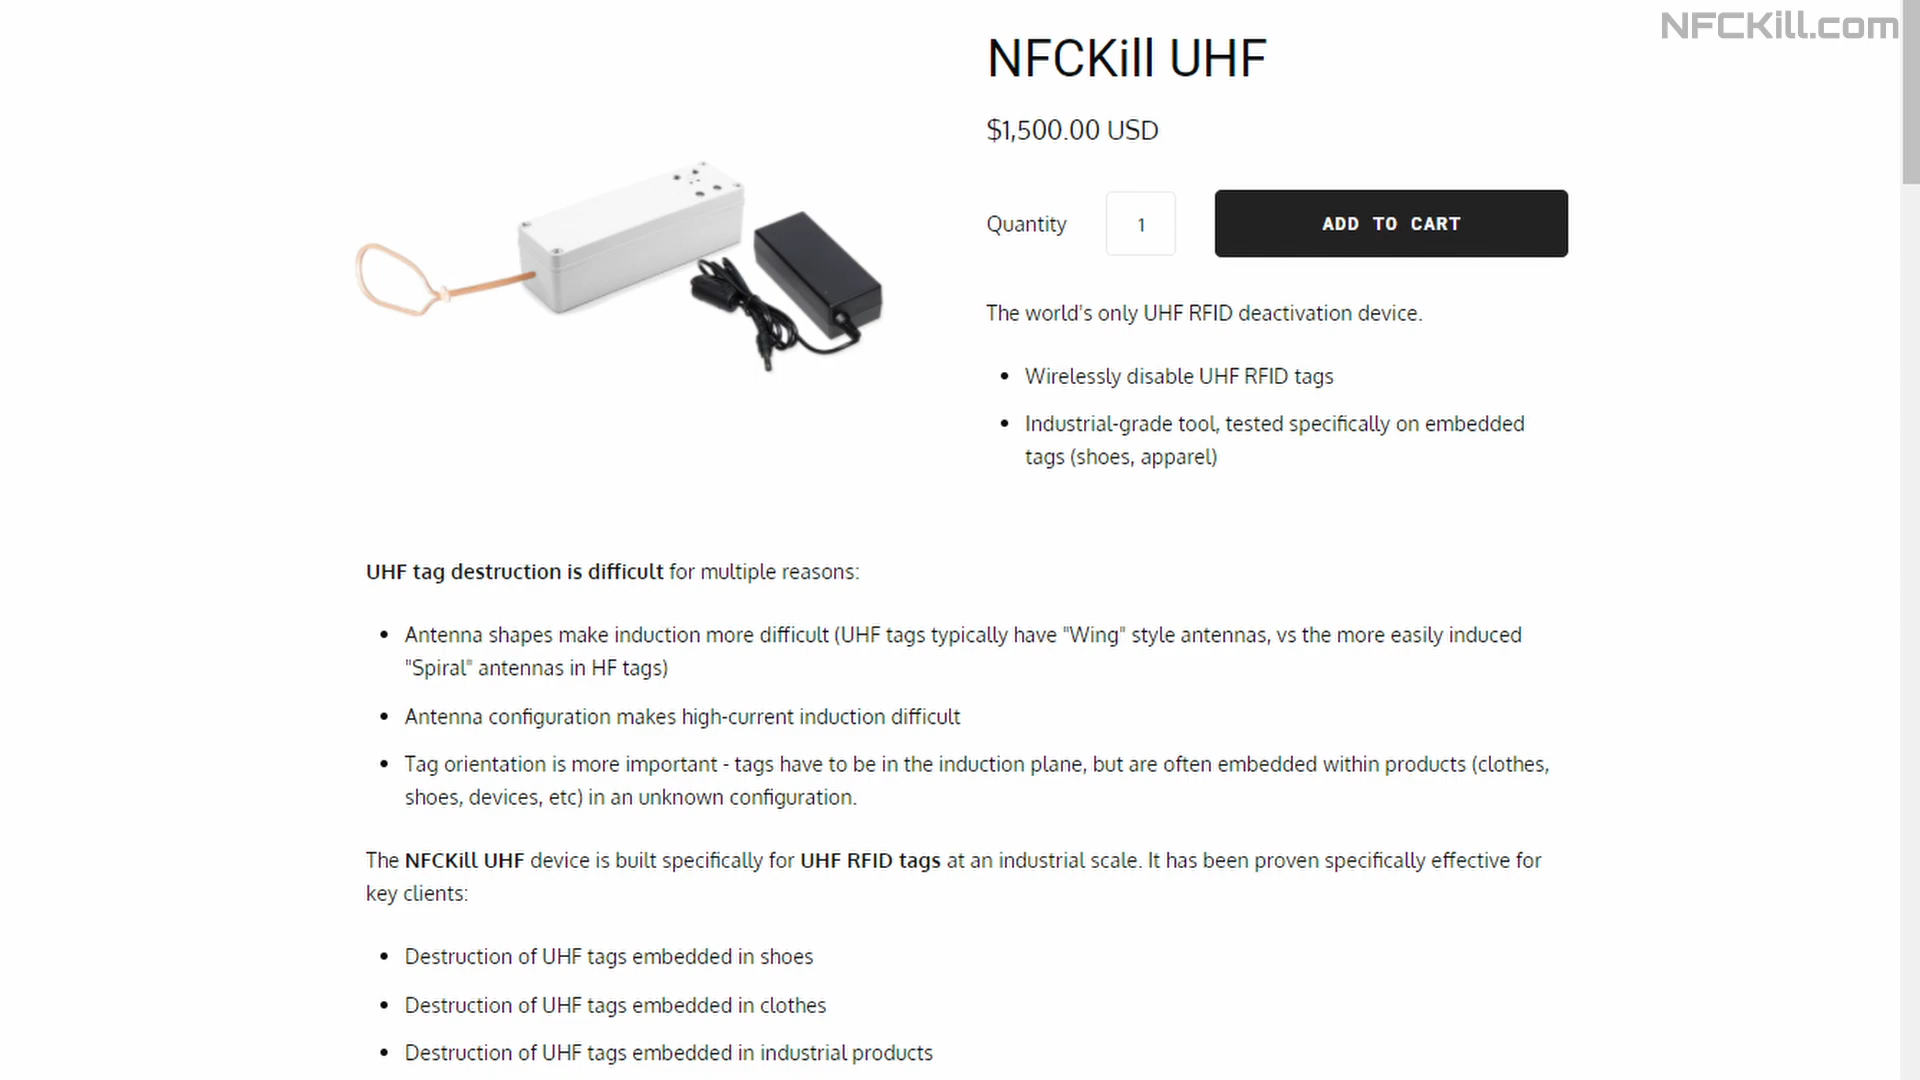 NFCKill.com
NFCKill UHF
$1,500.00 USD
Quantity
1
ADD TO CART
The world's only UHF RFID deactivation device.
• Wirelessly disable UHF RFID tags
• Industrial-grade tool, tested specifically on embedded
tags (shoes, apparel)
UHF tag destruction is difficult for multiple reasons:
• Antenna shapes make induction more difficult (UHF tags typically have "Wing" style antennas, vs the more easily induced
"Spiral" antennas in HF tags)
• Antenna configuration makes high-current induction difficult
• Tag orientation is more important - tags have to be in the induction plane, but are often embedded within products (clothes,
shoes, devices, etc) in an unknown configuration.
The NFCKill UHF device is built specifically for UHF RFID tags at an industrial scale. It has been proven specifically effective for
key clients:
• Destruction of UHF tags embedded in shoes
• Destruction of UHF tags embedded in clothes
• Destruction of UHF tags embedded in industrial products